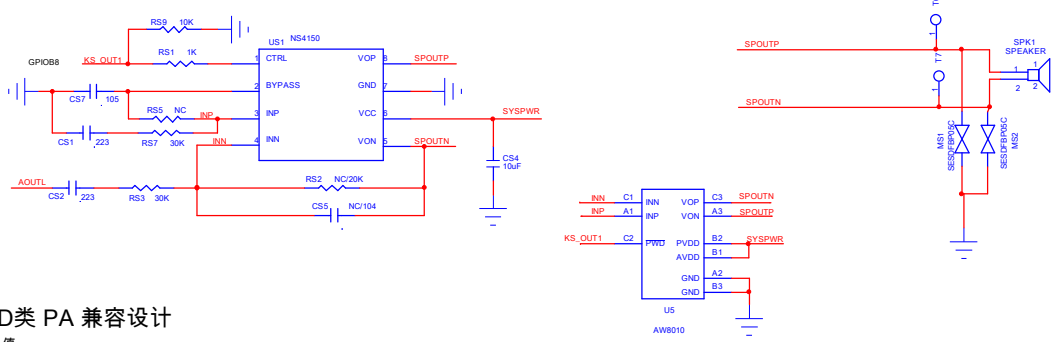 RS9 10K
US1 NS4150
RS1 1K
GPIOB8
KS_OUT1
1 CTRL VOP 8 SPOUTP
2 BYPASS GND 7
CS7 105
RS5 NC INP 3 INP VCC 6 SYSPWR
CS1 223
RS7 30K INN 4 INN VON 5 SPOUTN
CS4
10uF
AOUTL
CS2 223
RS3 30K
RS2 NC/20K
CS5 NC/104
SPOUTP
1
T7
1
SPOUTN
SPK1
SPEAKER
1 1
2 2
MS1
SESDFBP05C
SESDFBP05C
MS2
INN C1 INN VOP C3 SPOUTN
INP A1 INP VON A3 SPOUTP
KS_OUT1 C2 PWD PVDD B2 SYSPWR
AVDD B1
GND A2
GND B3
U5
AW8010
D类 PA 兼容设计